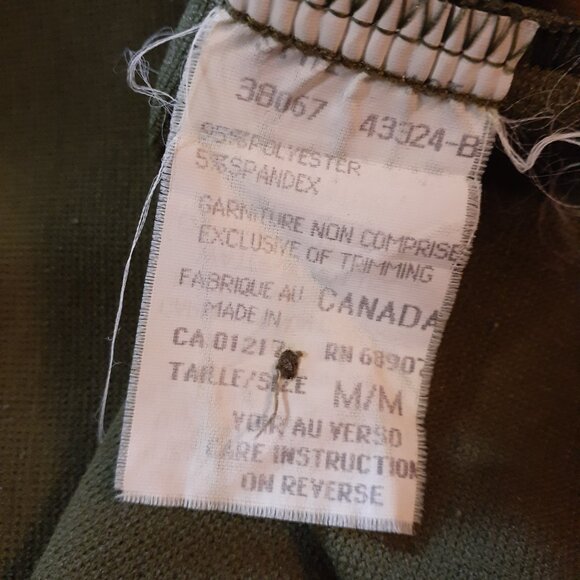 38067 43324-B
95%POLYESTER
5%SPANDEX
GARNITURE NON COMPRISE
EXCLUSIVE OF TRIMMING
FABRIQUE AU CANADA
MADE IN
CA 01217 RN 68907
TAILLE/SIZE M/M
VOIR AU VERSO
CARE INSTRUCTION
ON REVERSE